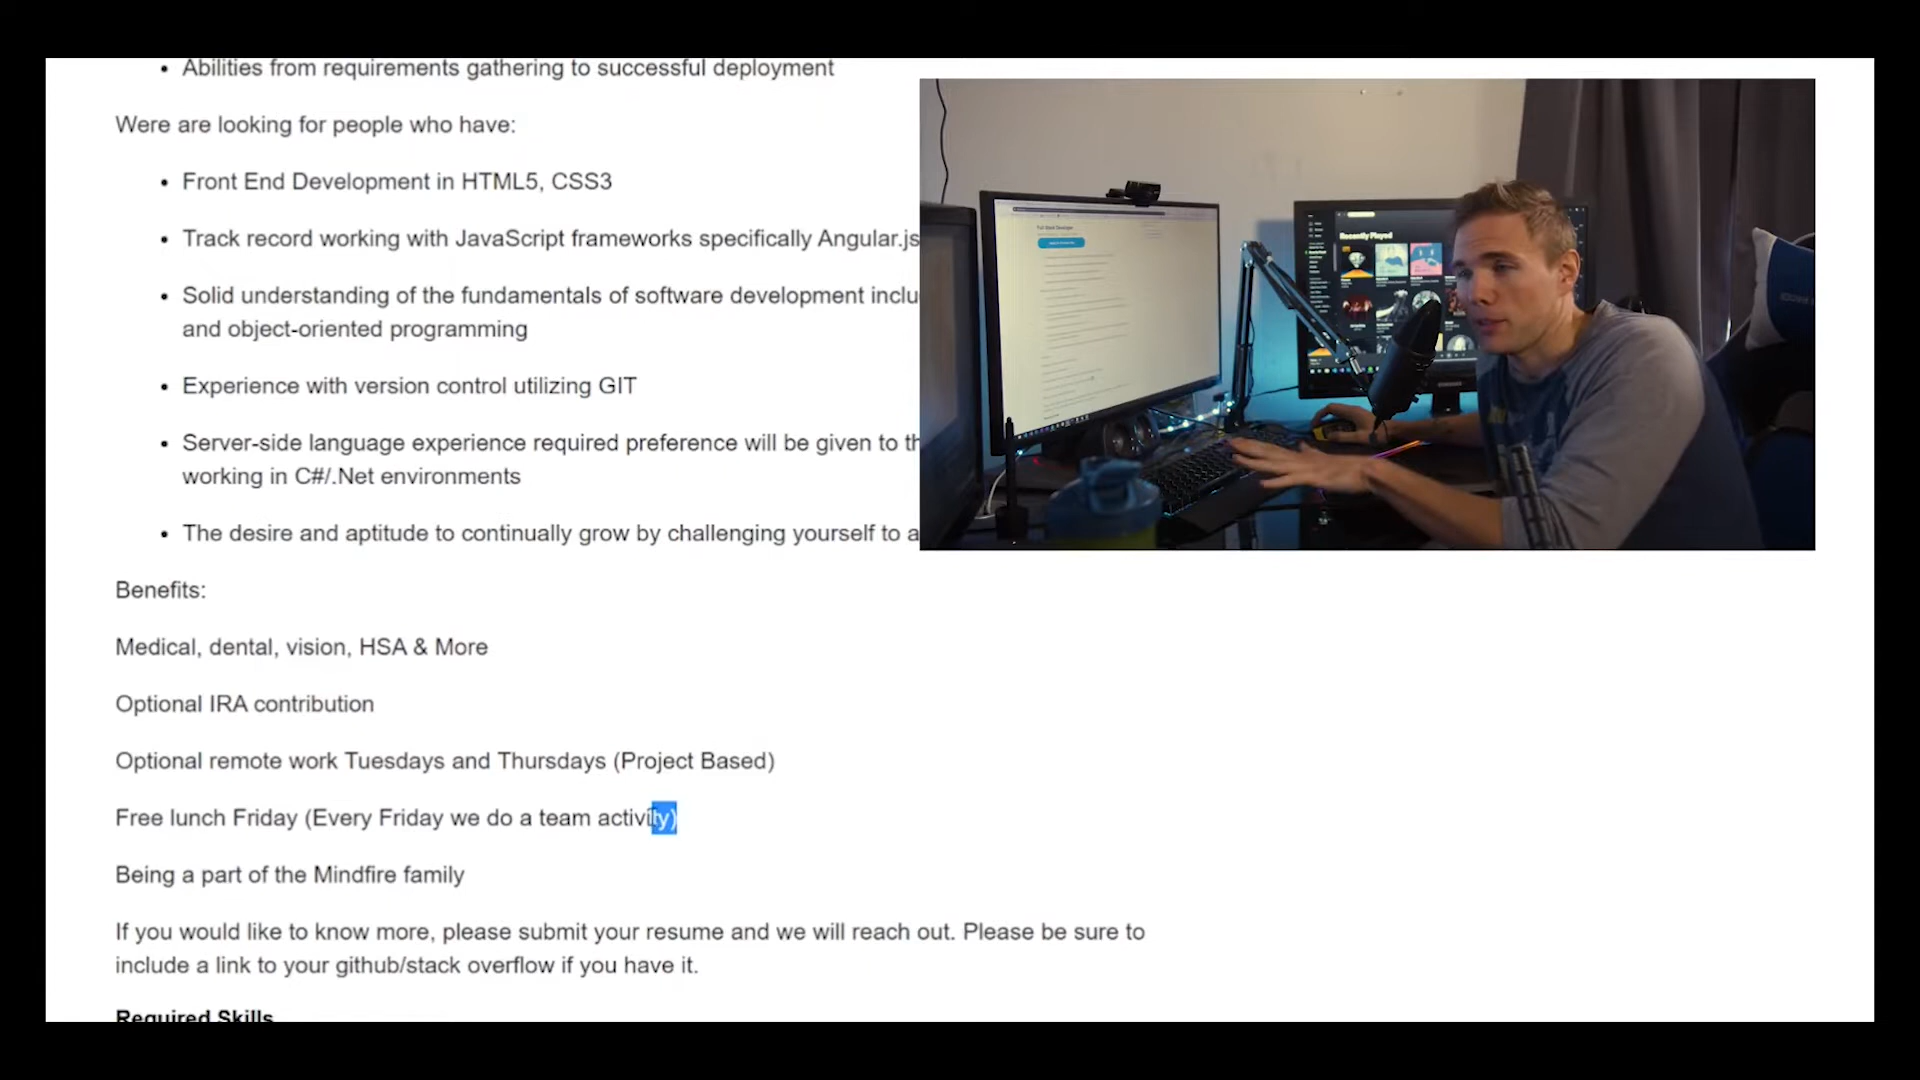 Abilities from requirements gathering to successful deployment
Were are looking for people who have:
Front End Development in HTML5, CSS3
Track record working with JavaScript frameworks specifically Angular.js
Solid understanding of the fundamentals of software development inclu
and object-oriented programming
Experience with version control utilizing GIT
Server-side language experience required preference will be given to th
working in C#/.Net environments
The desire and aptitude to continually grow by challenging yourself to a
Benefits:
Medical, dental, vision, HSA & More
Optional IRA contribution
Optional remote work Tuesdays and Thursdays (Project Based)
Free lunch Friday (Every Friday we do a team activity)
Being a part of the Mindfire family
If you would like to know more, please submit your resume and we will reach out. Please be sure to
include a link to your github/stack overflow if you have it.
Required Skills
Full Stack Developer
Recently Played